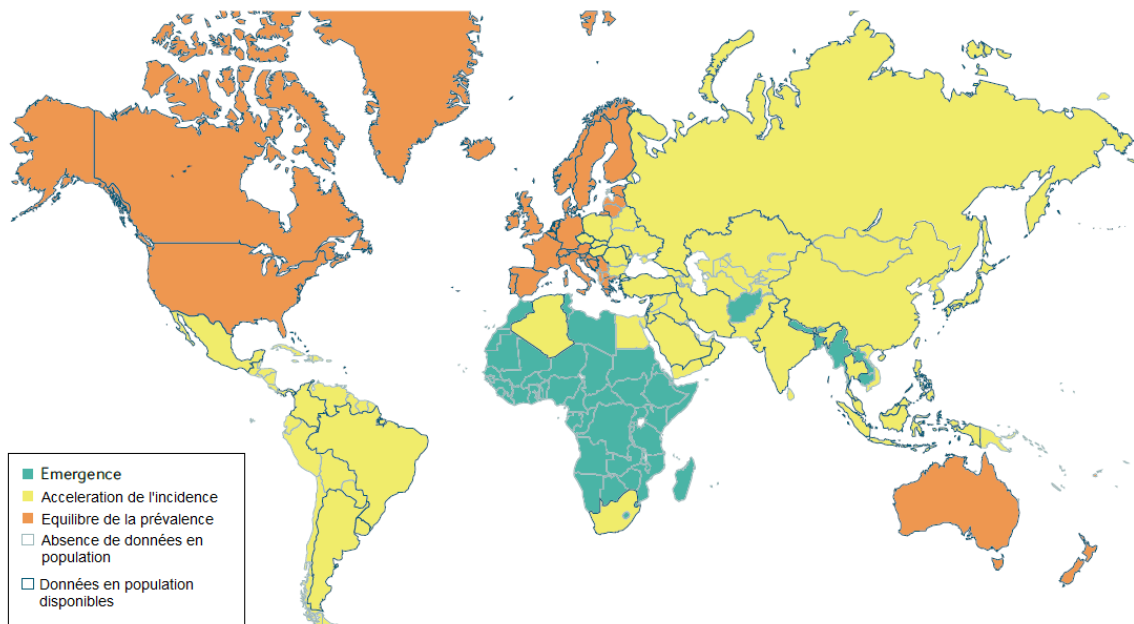 Emergence
Acceleration de l'incidence
Equilibre de la prévalence
Absence de données en
population
Données en population
disponibles